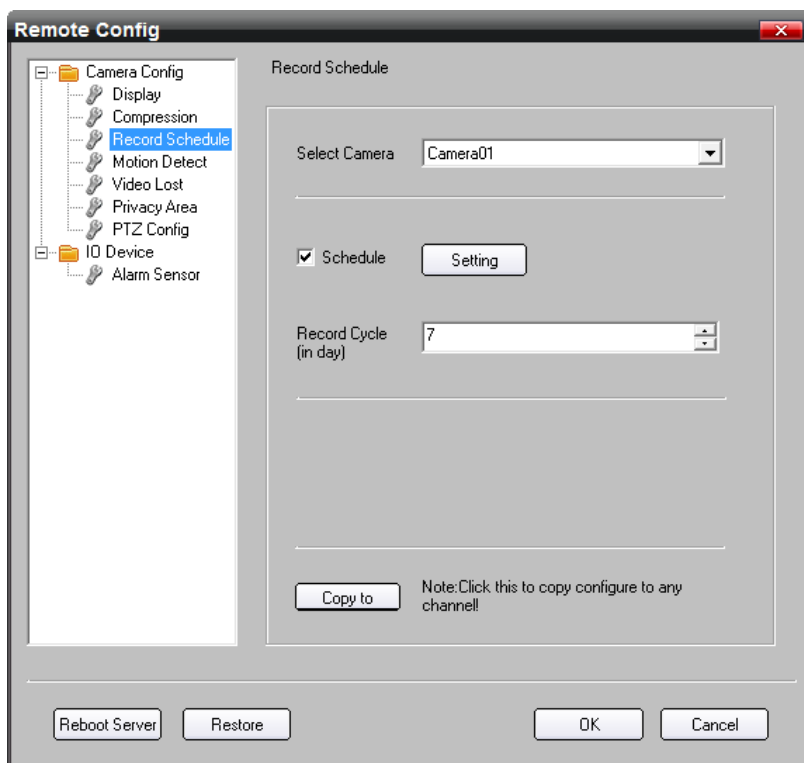 Remote Config
Camera Config
Display
Compression
Record Schedule
Motion Detect
Video Lost
Privacy Area
PTZ Config
IO Device
Alarm Sensor
Record Schedule
Select Camera Camera01
Schedule Setting
Record Cycle
(in day) 7
Copy to Note:Click this to copy configure to any
channel!
Reboot Server Restore OK Cancel